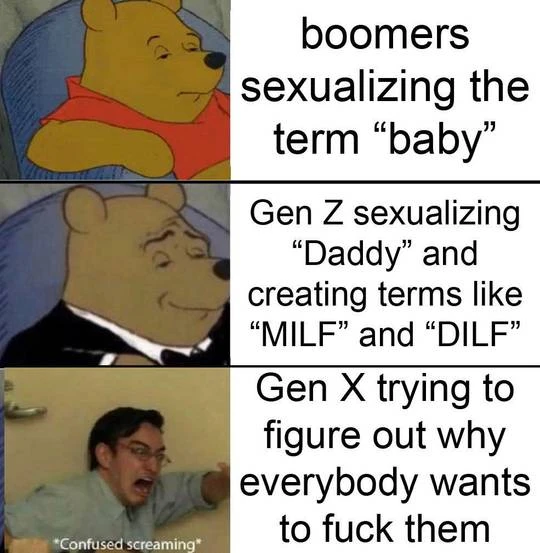 boomers
sexualizing the
term “baby”
Gen Z sexualizing
“Daddy” and
creating terms like
“MILF” and “DILF”
Gen X trying to
figure out why
everybody wants
to fuck them
*Confused screaming*